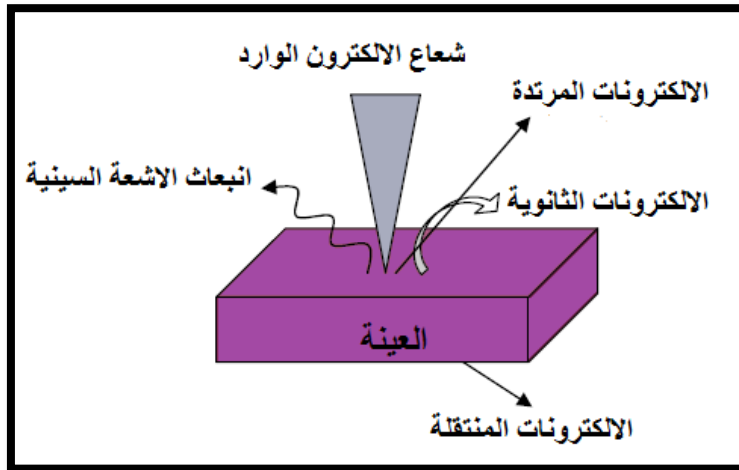 شعاع الالكترون الوارد
الالكترونات المرتدة
انبعاث الاشعة السينية
الالكترونات الثانوية
العينة
الالكترونات المنتقلة